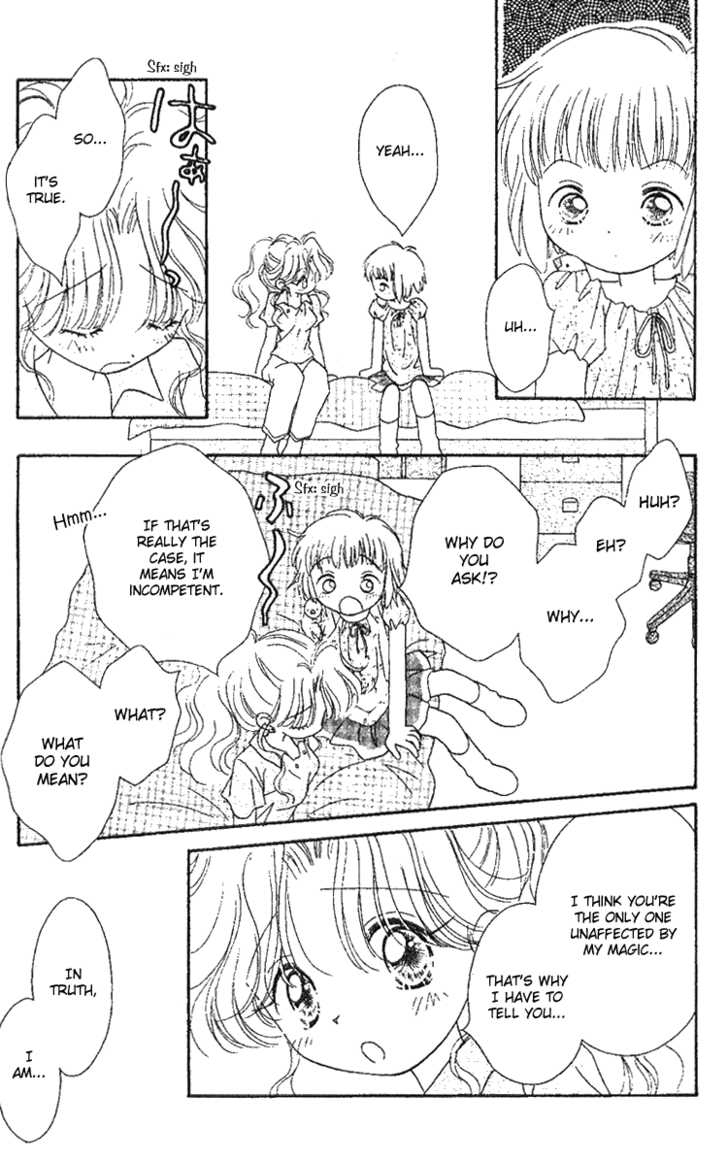 UH...
YEAH...
Sfx: sigh
はぁ〜
SO...
IT'S
TRUE.
HUH?
EH?
WHY...
WHY DO
YOU
ASK!?
Sfx: sigh
ふ〜
Hmm...
IF THAT'S
REALLY THE
CASE, IT
MEANS I'M
INCOMPETENT.
WHAT?
WHAT
DO YOU
MEAN?
I THINK YOU'RE
THE ONLY ONE
UNAFFECTED BY
MY MAGIC...
THAT'S WHY
I HAVE TO
TELL YOU...
IN
TRUTH,
I
AM...